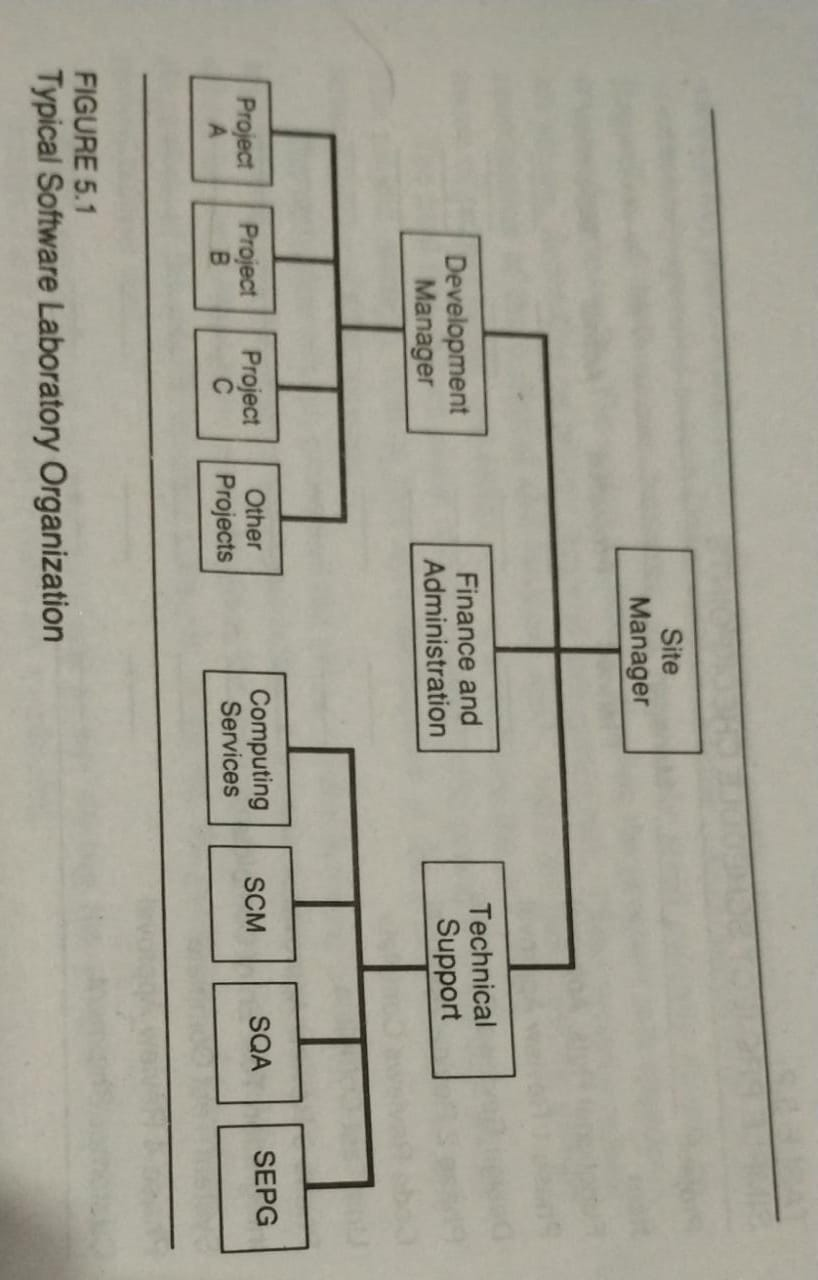 Site
Manager
Development
Manager
Finance and
Administration
Technical
Support
Project
A
Project
B
Project
C
Other
Projects
Computing
Services
SCM
SQA
SEPG
FIGURE 5.1
Typical Software Laboratory Organization